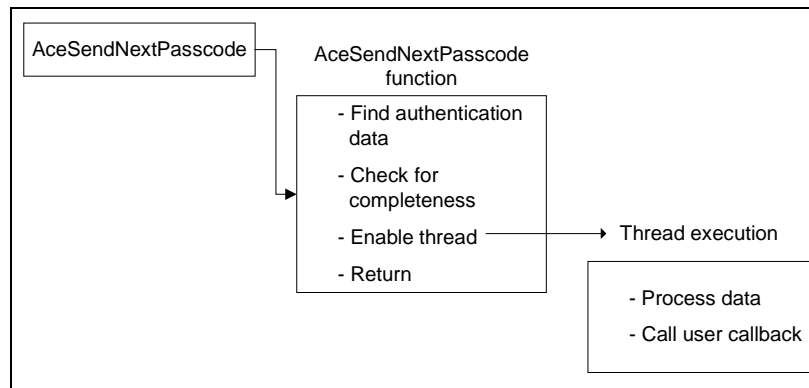 AceSendNextPasscode
AceSendNextPasscode
function
- Find authentication
data
- Check for
completeness
- Enable thread
- Return
Thread execution
- Process data
- Call user callback